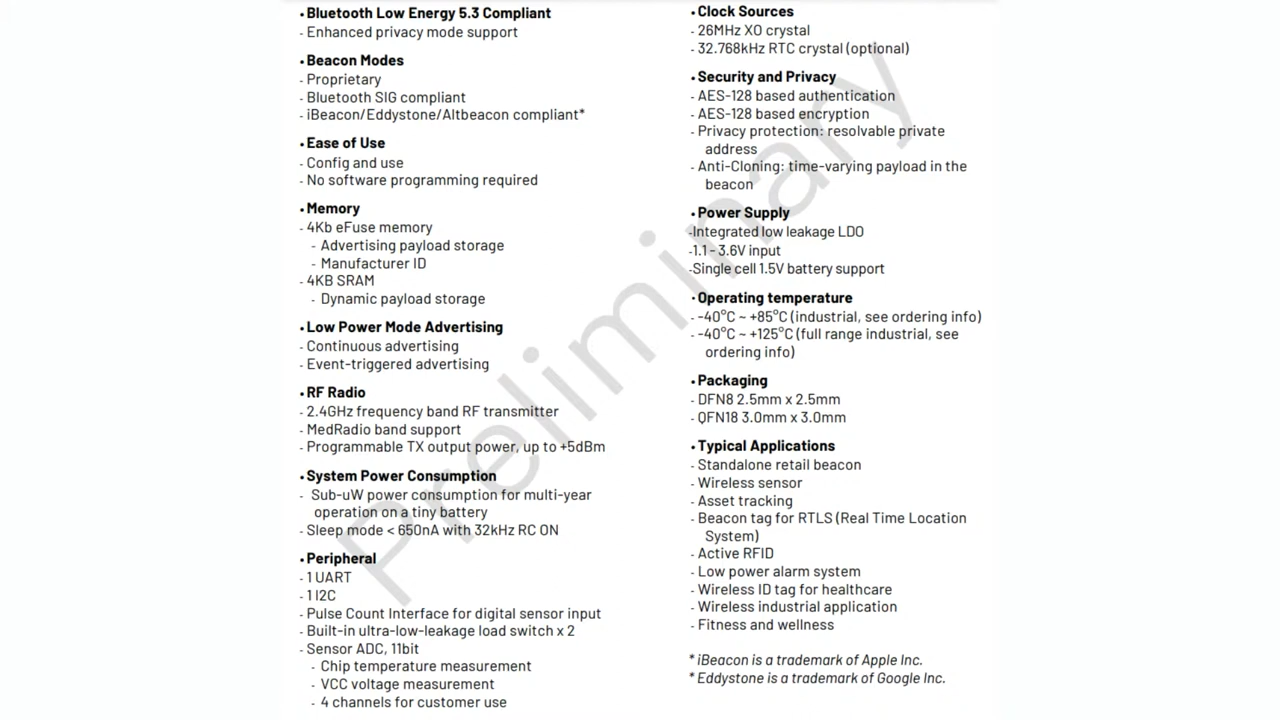 • Bluetooth Low Energy 5.3 Compliant
- Enhanced privacy mode support
• Beacon Modes
- Proprietary
- Bluetooth SIG compliant
- iBeacon/Eddystone/Altbeacon compliant*
• Ease of Use
- Config and use
- No software programming required
• Memory
- 4Kb eFuse memory
- Advertising payload storage
- Manufacturer ID
- 4KB SRAM
- Dynamic payload storage
• Low Power Mode Advertising
- Continuous advertising
- Event-triggered advertising
• RF Radio
- 2.4GHz frequency band RF transmitter
- MedRadio band support
- Programmable TX output power, up to +5dBm
• System Power Consumption
- Sub-uW power consumption for multi-year
operation on a tiny battery
- Sleep mode < 650nA with 32kHz RC ON
• Peripheral
- 1 UART
- 1 I2C
- Pulse Count Interface for digital sensor input
- Built-in ultra-low-leakage load switch x 2
- Sensor ADC, 11bit
- Chip temperature measurement
- VCC voltage measurement
- 4 channels for customer use
• Clock Sources
- 26MHz XO crystal
- 32.768kHz RTC crystal (optional)
• Security and Privacy
- AES-128 based authentication
- AES-128 based encryption
- Privacy protection: resolvable private
address
- Anti-Cloning: time-varying payload in the
beacon
• Power Supply
-Integrated low leakage LDO
-1.1 - 3.6V input
-Single cell 1.5V battery support
• Operating temperature
- -40°C ~ +85°C (industrial, see ordering info)
- -40°C ~ +125°C (full range industrial, see
ordering info)
• Packaging
- DFN8 2.5mm x 2.5mm
- QFN18 3.0mm x 3.0mm
• Typical Applications
- Standalone retail beacon
- Wireless sensor
- Asset tracking
- Beacon tag for RTLS (Real Time Location
System)
- Active RFID
- Low power alarm system
- Wireless ID tag for healthcare
- Wireless industrial application
- Fitness and wellness
* iBeacon is a trademark of Apple Inc.
* Eddystone is a trademark of Google Inc.
Preliminary